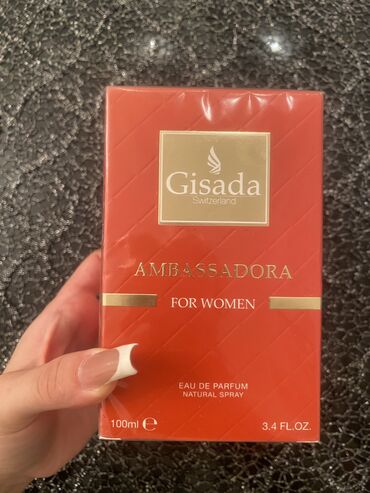 Gisada
Switzerland
AMBASSADORA
FOR WOMEN
EAU DE PARFUM
NATURAL SPRAY
100ml ℮ 3.4 FL.OZ.